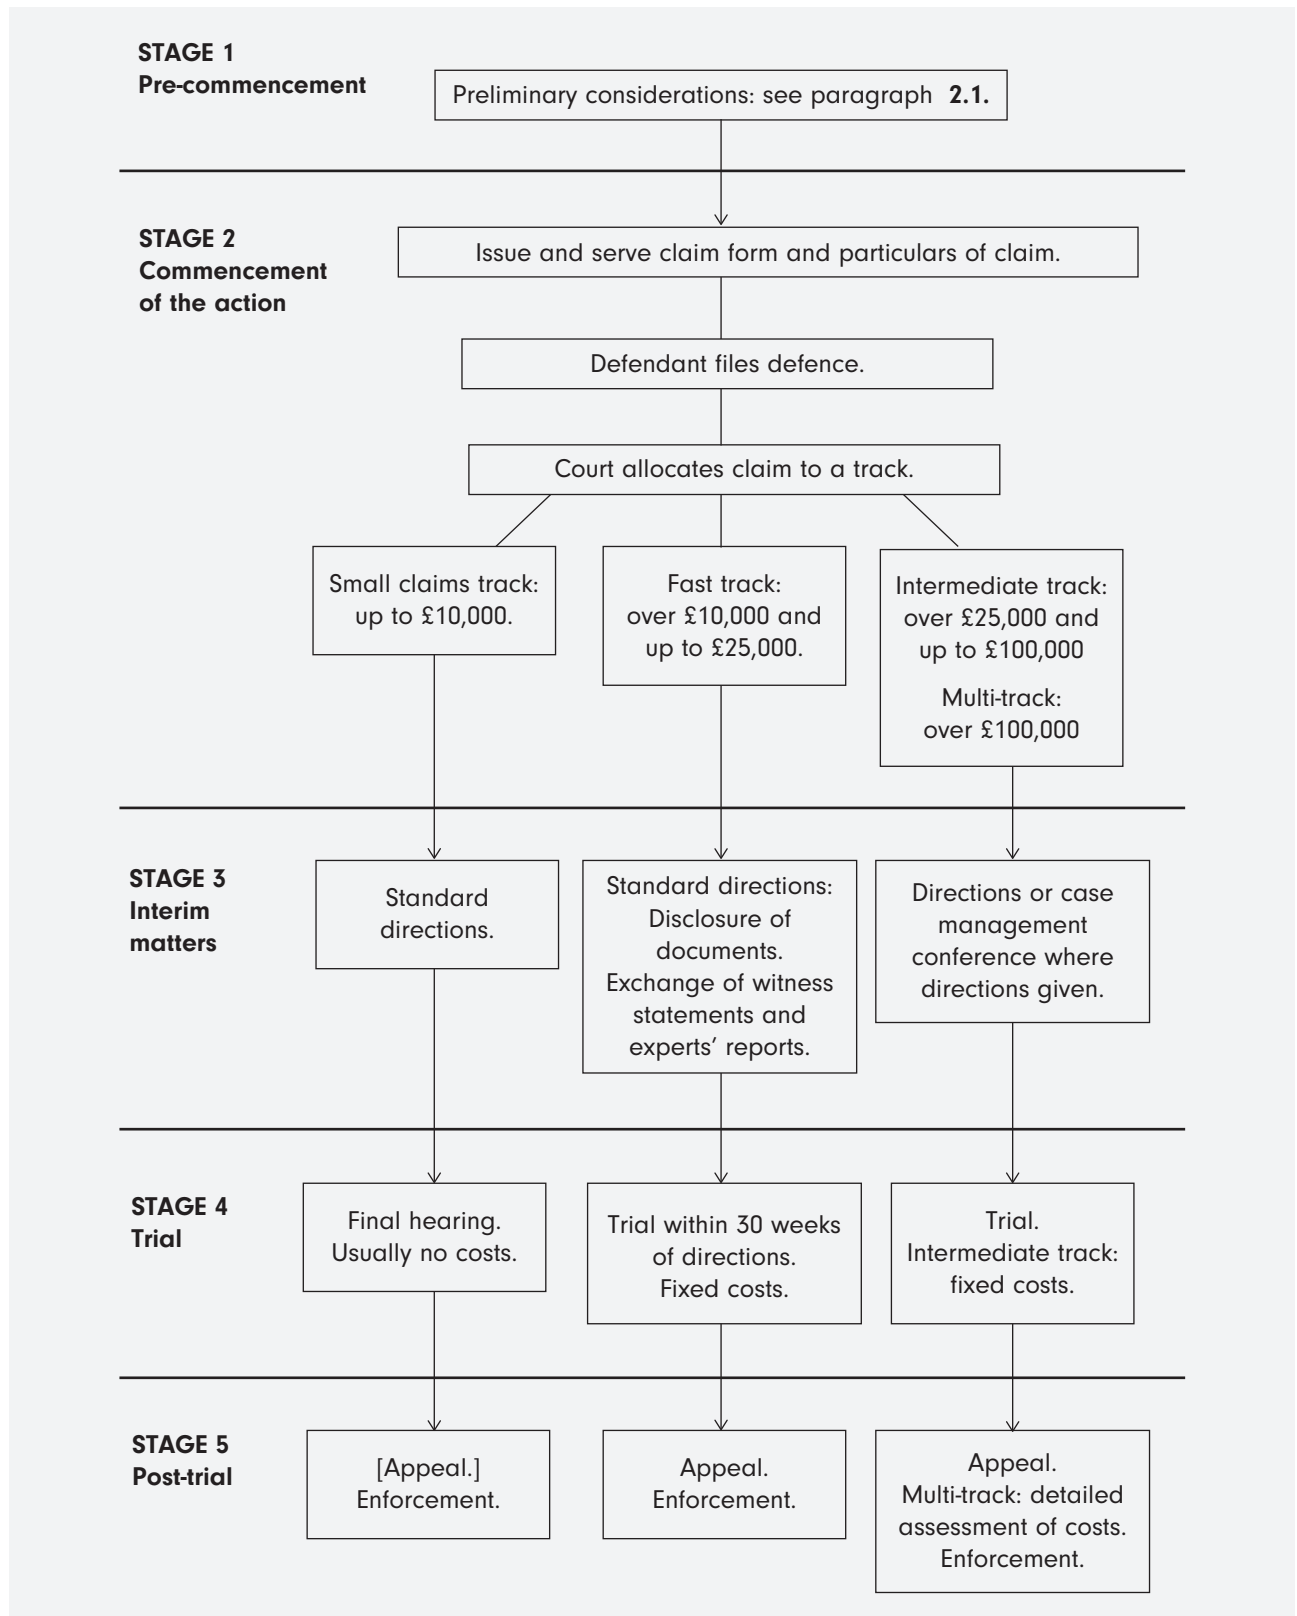 STAGE 1
Pre-commencement
Preliminary considerations: see paragraph 2.1.
STAGE 2
Commencement
of the action
Issue and serve claim form and particulars of claim.
Defendant files defence.
Court allocates claim to a track.
Small claims track:
up to £10,000.
Fast track:
over £10,000 and
up to £25,000.
Intermediate track:
over £25,000 and
up to £100,000
Multi-track:
over £100,000
STAGE 3
Interim
matters
Standard
directions.
Standard directions:
Disclosure of
documents.
Exchange of witness
statements and
experts’ reports.
Directions or case
management
conference where
directions given.
STAGE 4
Trial
Final hearing.
Usually no costs.
Trial within 30 weeks
of directions.
Fixed costs.
Trial.
Intermediate track:
fixed costs.
STAGE 5
Post-trial
[Appeal.]
Enforcement.
Appeal.
Enforcement.
Appeal.
Multi-track: detailed
assessment of costs.
Enforcement.